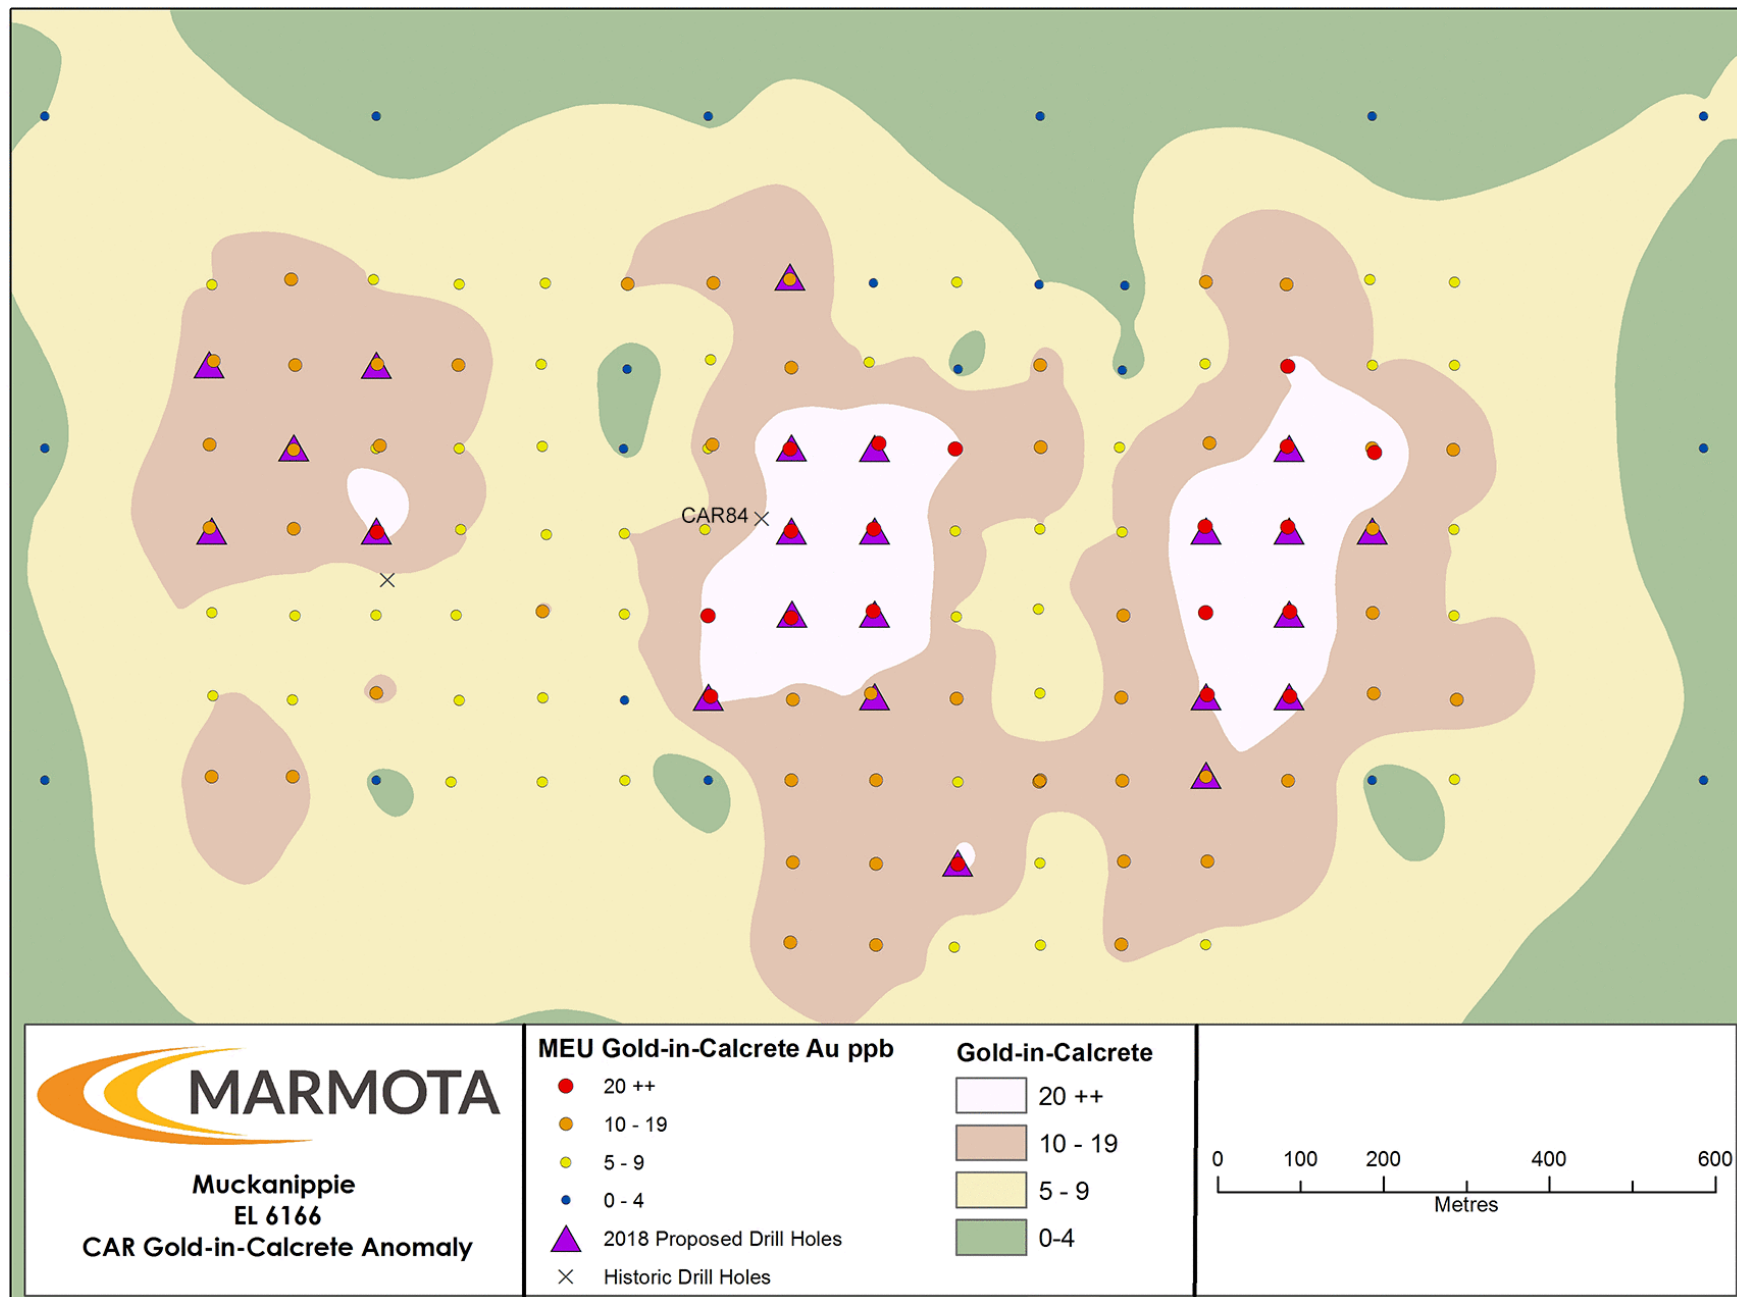 CAR84
MARMOTA
Muckanippie
EL 6166
CAR Gold-in-Calcrete Anomaly
MEU Gold-in-Calcrete Au ppb
20 ++
10 - 19
5 - 9
0 - 4
2018 Proposed Drill Holes
Historic Drill Holes
Gold-in-Calcrete
20 ++
10 - 19
5 - 9
0-4
0 100 200 400 600
Metres